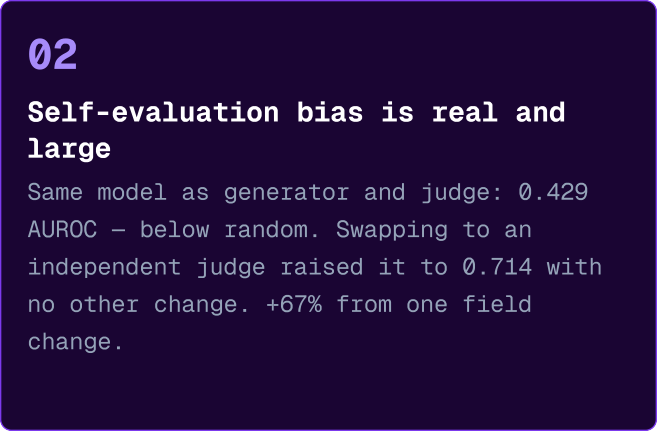 02
Self-evaluation bias is real and
large
Same model as generator and judge: 0.429
AUROC — below random. Swapping to an
independent judge raised it to 0.714 with
no other change. +67% from one field
change.